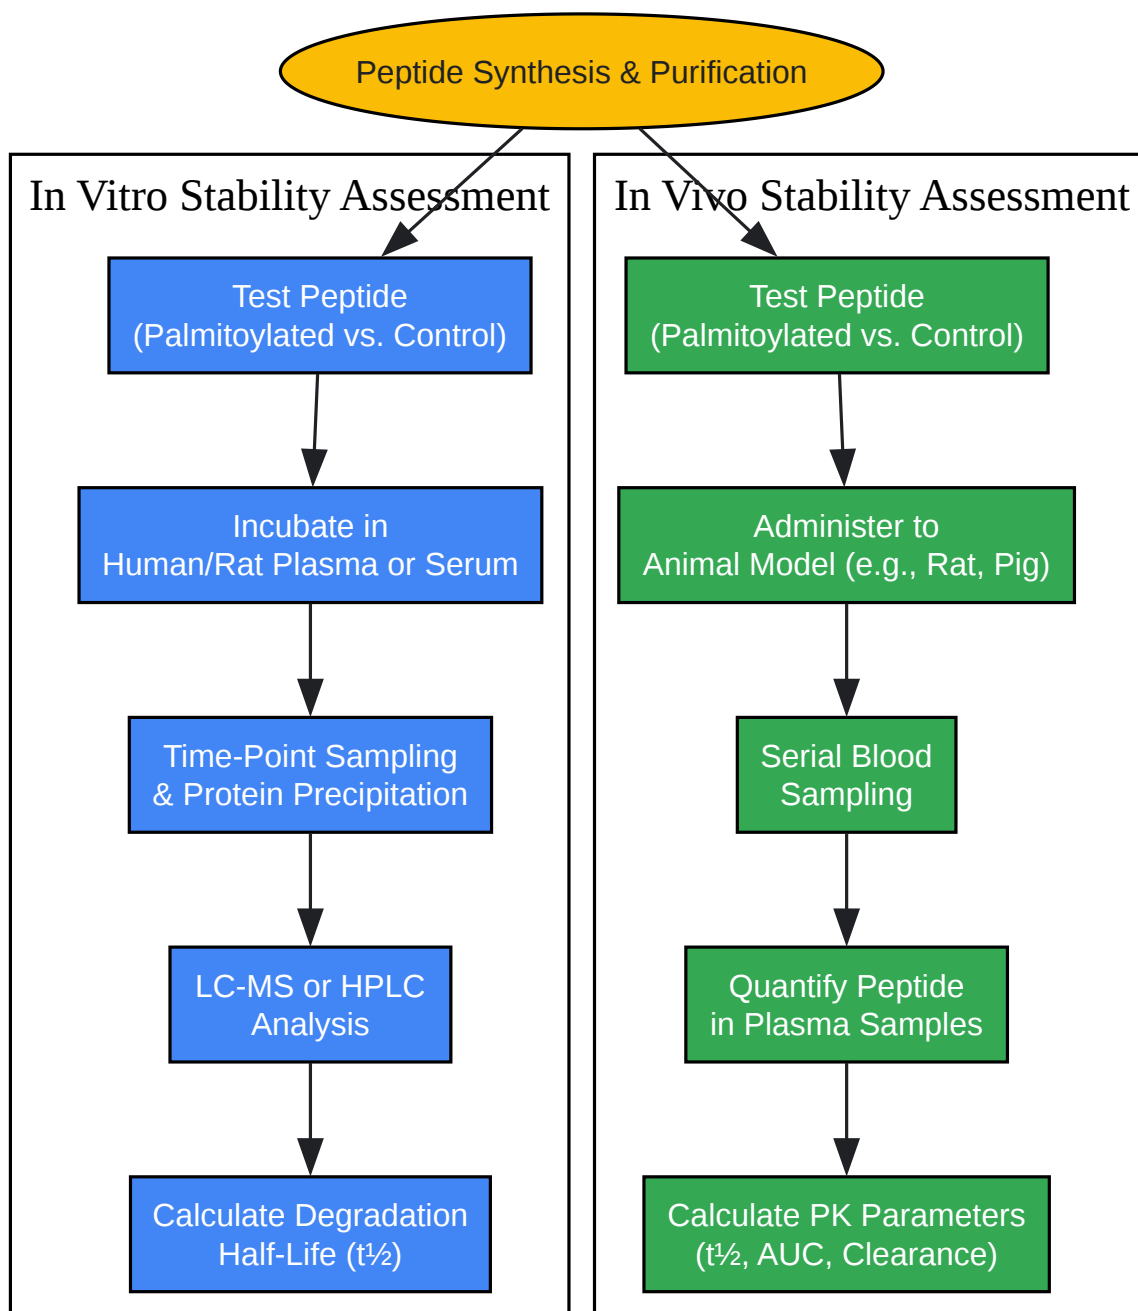 Peptide Synthesis & Purification
In Vitro Stability Assessment
Test Peptide
(Palmitoylated vs. Control)
Incubate in
Human/Rat Plasma or Serum
Time-Point Sampling
& Protein Precipitation
LC-MS or HPLC
Analysis
Calculate Degradation
Half-Life (t½)
In Vivo Stability Assessment
Test Peptide
(Palmitoylated vs. Control)
Administer to
Animal Model (e.g., Rat, Pig)
Serial Blood
Sampling
Quantify Peptide
in Plasma Samples
Calculate PK Parameters
(t½, AUC, Clearance)